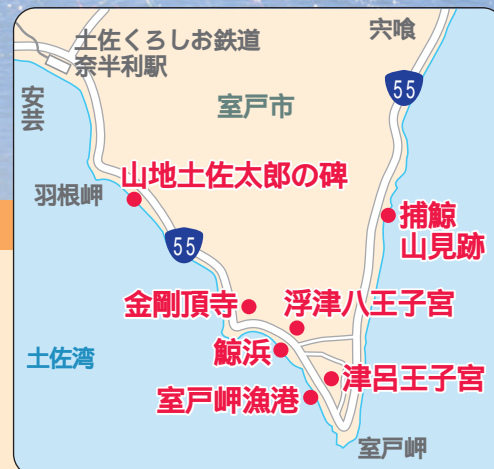 土佐くろしお鉄道
奈半利駅
宍喰
安芸
55
室戸市
山地土佐太郎の碑
羽根岬
捕鯨
山見跡
55
金剛頂寺
浮津八王子宮
鯨浜
土佐湾
津呂王子宮
室戸岬漁港
室戸岬